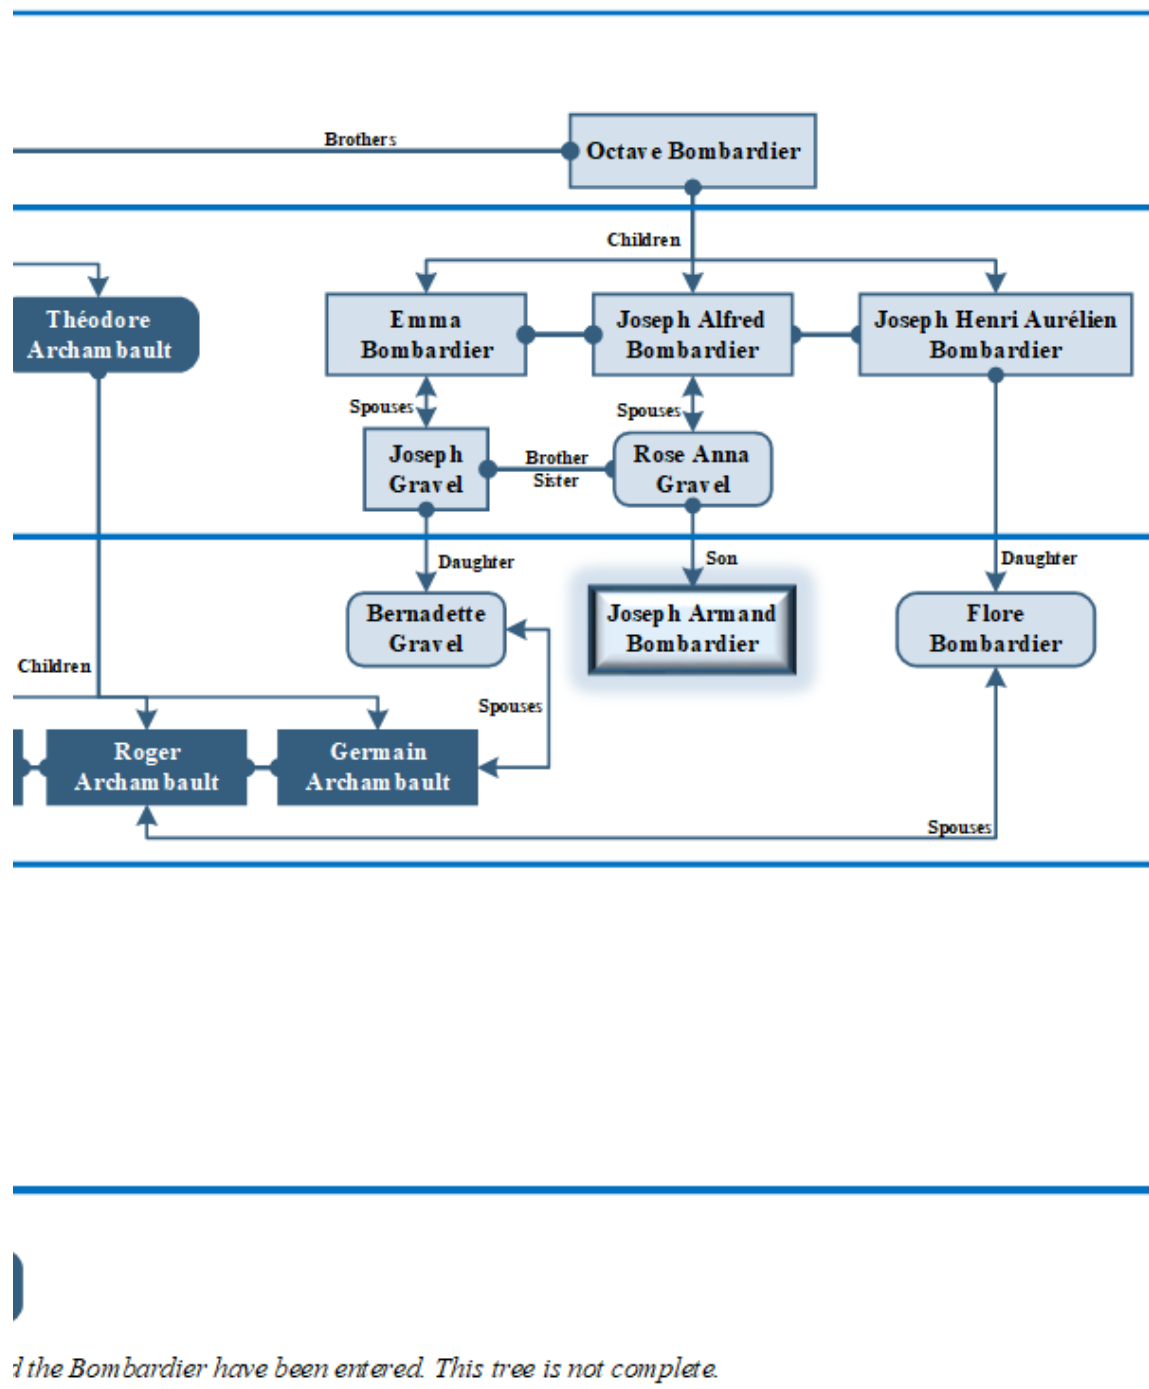 Brothers
Octave Bombardier
Children
Théodore
Archambault
Emma
Bombardier
Joseph Alfred
Bombardier
Joseph Henri Aurélien
Bombardier
Spouses
Spouses
Joseph
Gravel
Brother
Sister
Rose Anna
Gravel
Daughter
Son
Daughter
Bernadette
Gravel
Joseph Armand
Bombardier
Flore
Bombardier
Children
Spouses
Roger
Archambault
Germain
Archambault
Spouses
the Bombardier have been entered. This tree is not complete.